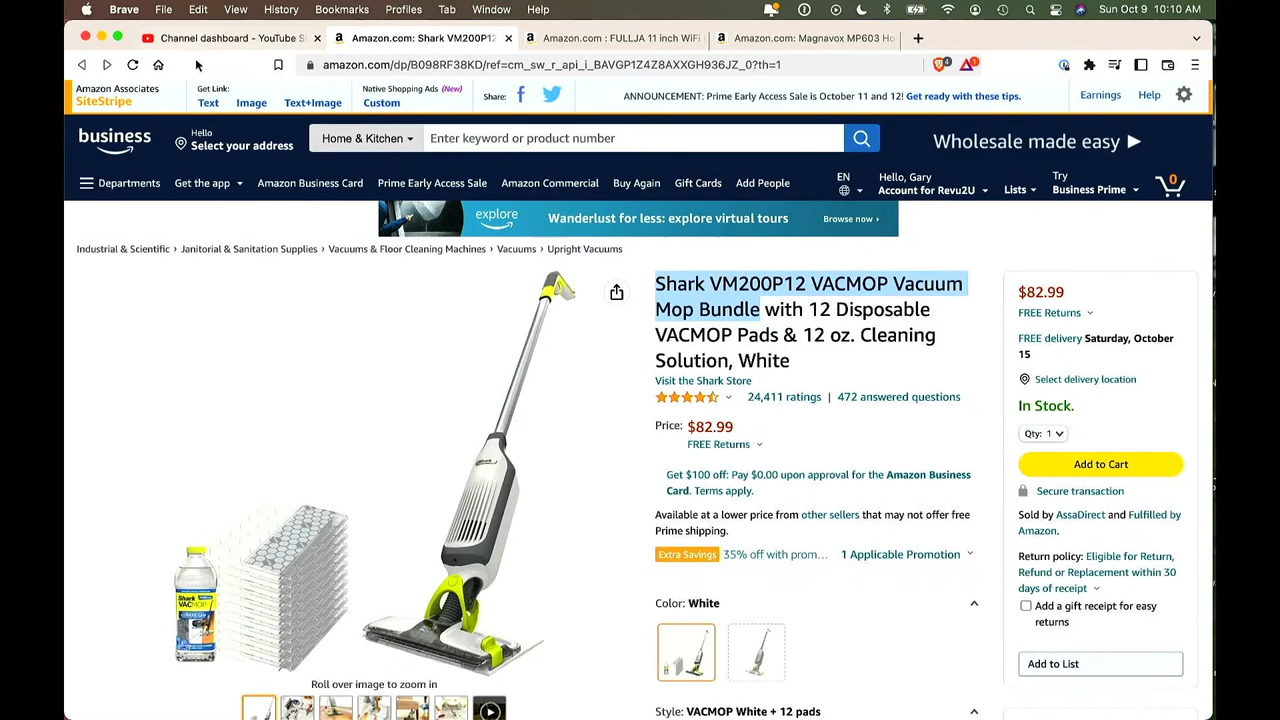 Brave File Edit View History Bookmarks Profiles Tab Window Help Sun Oct 9 10:10 AM
Channel dashboard - YouTube S
Amazon.com: Shark VM200P12
Amazon.com : FULLJA 11 inch WiFi
Amazon.com: Magnavox MP603 Ho
amazon.com/dp/B098RF38KD/ref=cm_sw_r_api_i_BAVGP1Z4Z8AXXGH936JZ_0?th=1
4
1
Amazon Associates
SiteStripe
Get Link:
Text Image Text+Image
Native Shopping Ads (New)
Custom
Share:
ANNOUNCEMENT: Prime Early Access Sale is October 11 and 12! Get ready with these tips.
Earnings Help
business
Hello
Select your address
Home & Kitchen
Enter keyword or product number
Wholesale made easy
Departments Get the app Amazon Business Card Prime Early Access Sale Amazon Commercial Buy Again Gift Cards Add People
EN
Hello, Gary
Account for Revu2U
Lists
Try
Business Prime
0
explore
Wanderlust for less: explore virtual tours
Browse now ›
Industrial & Scientific › Janitorial & Sanitation Supplies › Vacuums & Floor Cleaning Machines › Vacuums › Upright Vacuums
Shark VM200P12 VACMOP Vacuum
Mop Bundle with 12 Disposable
VACMOP Pads & 12 oz. Cleaning
Solution, White
Visit the Shark Store
24,411 ratings | 472 answered questions
Price: $82.99
FREE Returns
Get $100 off: Pay $0.00 upon approval for the Amazon Business
Card. Terms apply.
Available at a lower price from other sellers that may not offer free
Prime shipping.
Extra Savings 35% off with prom... 1 Applicable Promotion
Color: White
Style: VACMOP White + 12 pads
Shark
VACMOP
Shark
Roll over image to zoom in
$82.99
FREE Returns
FREE delivery Saturday, October
15
Select delivery location
In Stock.
Qty: 1
Add to Cart
Secure transaction
Sold by AssaDirect and Fulfilled by
Amazon.
Return policy: Eligible for Return,
Refund or Replacement within 30
days of receipt
Add a gift receipt for easy
returns
Add to List